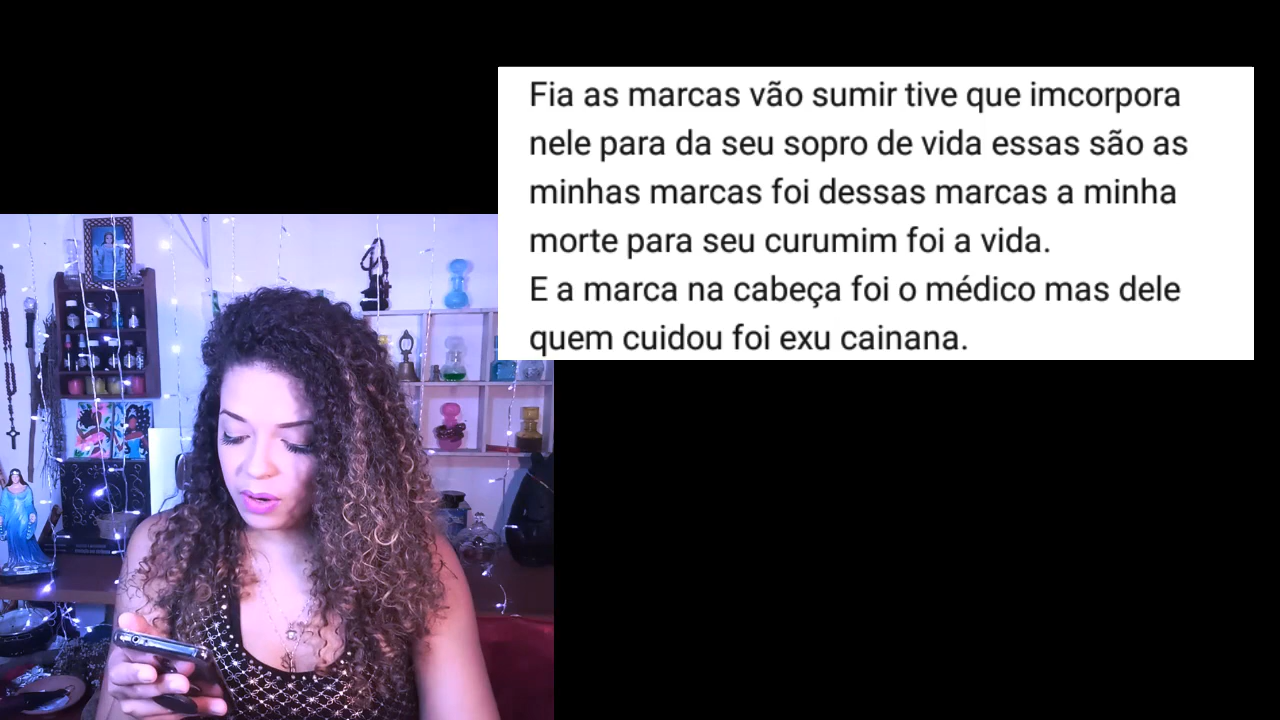 Fia as marcas vão sumir tive que imcorpora
nele para da seu sopro de vida essas são as
minhas marcas foi dessas marcas a minha
morte para seu curumim foi a vida.
E a marca na cabeça foi o médico mas dele
quem cuidou foi exu cainana.